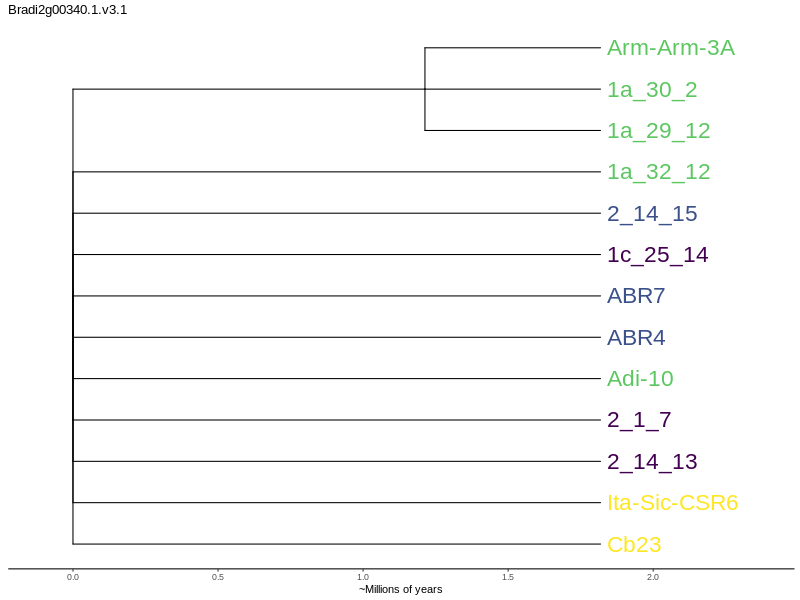 Bradi2g00340.1.v3.1
Arm-Arm-3A
1a_30_2
1a_29_12
1a_32_12
2_14_15
1c_25_14
ABR7
ABR4
Adi-10
2_1_7
2_14_13
Ita-Sic-CSR6
Cb23
0.0 0.5 1.0 1.5 2.0
~Millions of years